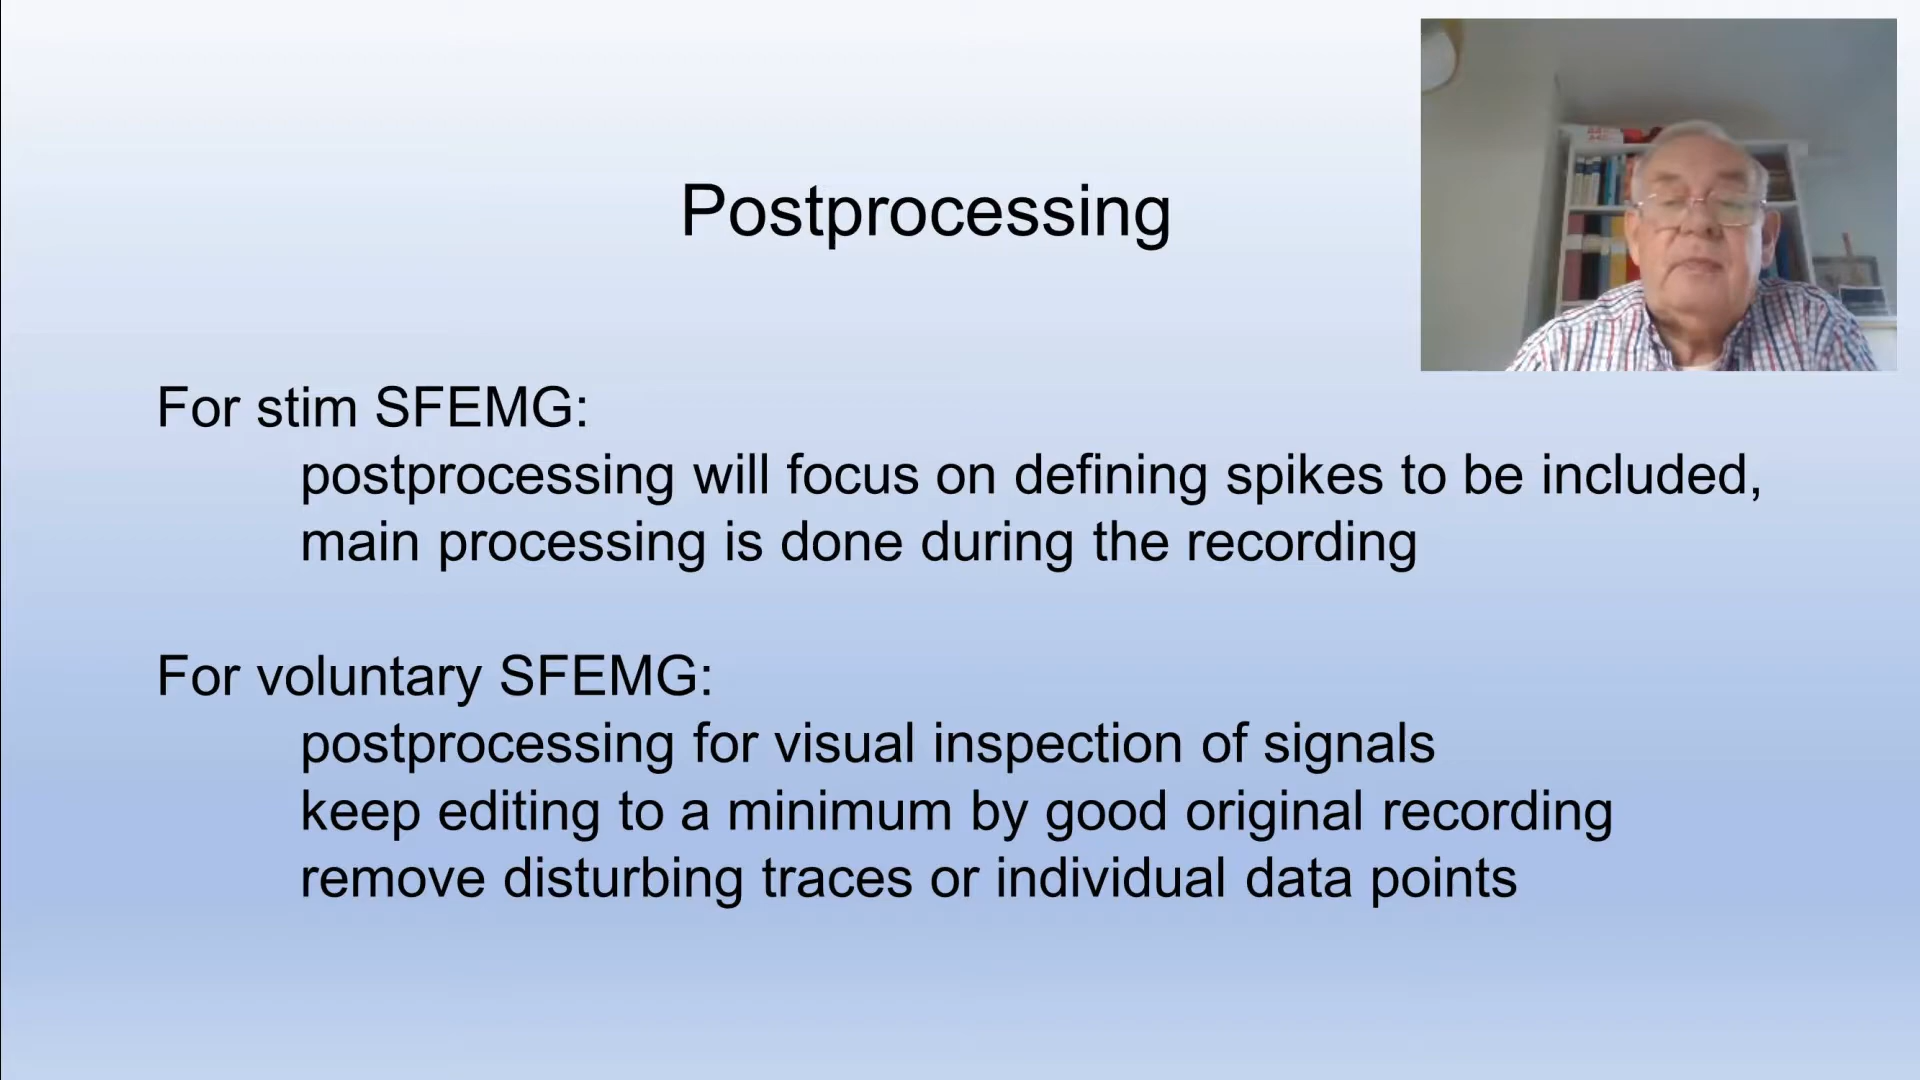 Postprocessing
For stim SFEMG:
postprocessing will focus on defining spikes to be included,
main processing is done during the recording
For voluntary SFEMG:
postprocessing for visual inspection of signals
keep editing to a minimum by good original recording
remove disturbing traces or individual data points